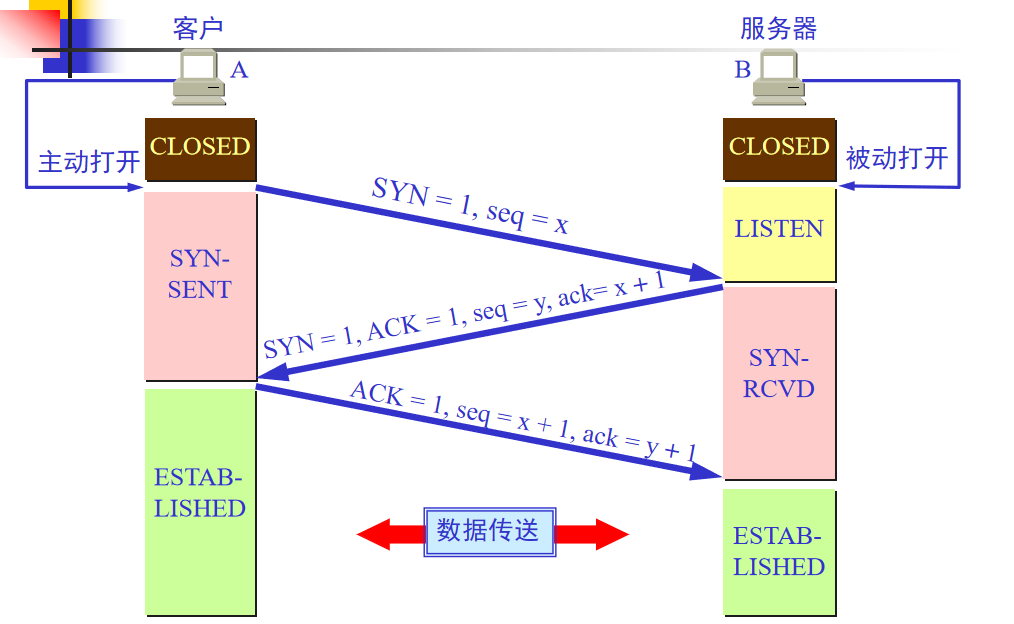 客户
服务器
A
B
CLOSED
CLOSED
主动打开
被动打开
SYN = 1, seq = x
LISTEN
SYN-
SENT
SYN = 1, ACK = 1, seq = y, ack= x + 1
SYN-
RCVD
ACK = 1, seq = x + 1, ack = y + 1
ESTAB-
LISHED
数据传送
ESTAB-
LISHED